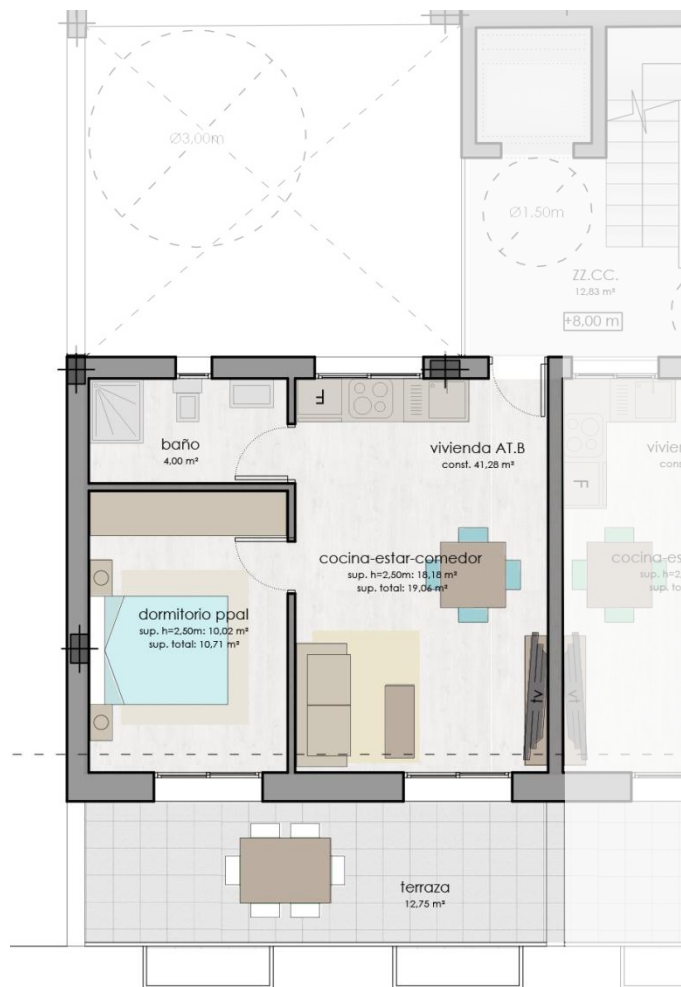 Ø3,00m
Ø1,50m
ZZ.CC.
12,83 m²
+8.00 m
F
baño
4,00 m²
vivienda AT.B
const. 41,28 m²
F
cocina-estar-comedor
sup. h=2,50m: 18,18 m²
sup. total: 19,06 m²
dormitorio ppal
sup. h=2,50m: 10,02 m²
sup. total: 10,71 m²
tv
tv
terraza
12,75 m²